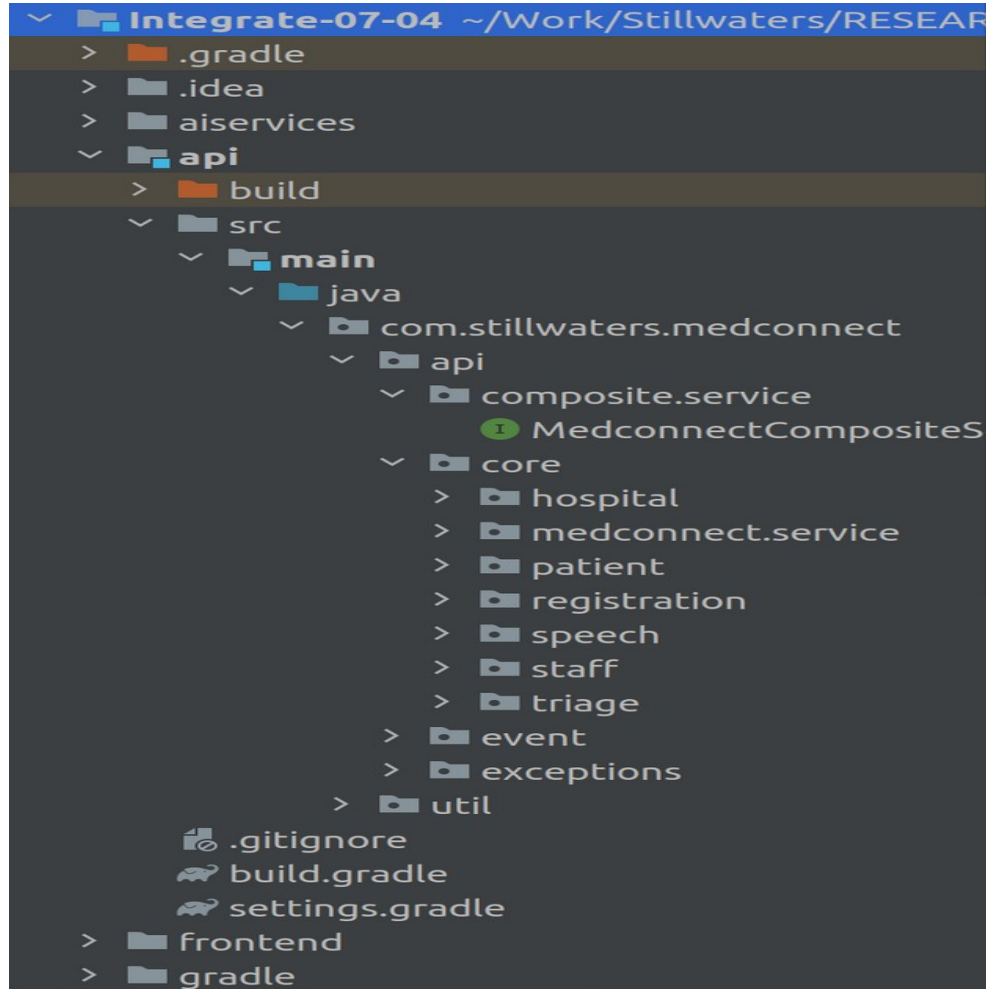 Integrate-07-04 ~/Work/Stillwaters/RESEAR
.gradle
.idea
aiservices
api
build
src
main
java
com.stillwaters.medconnect
api
composite.service
MedconnectCompositeS
core
hospital
medconnect.service
patient
registration
speech
staff
triage
event
exceptions
util
.gitignore
build.gradle
settings.gradle
frontend
gradle